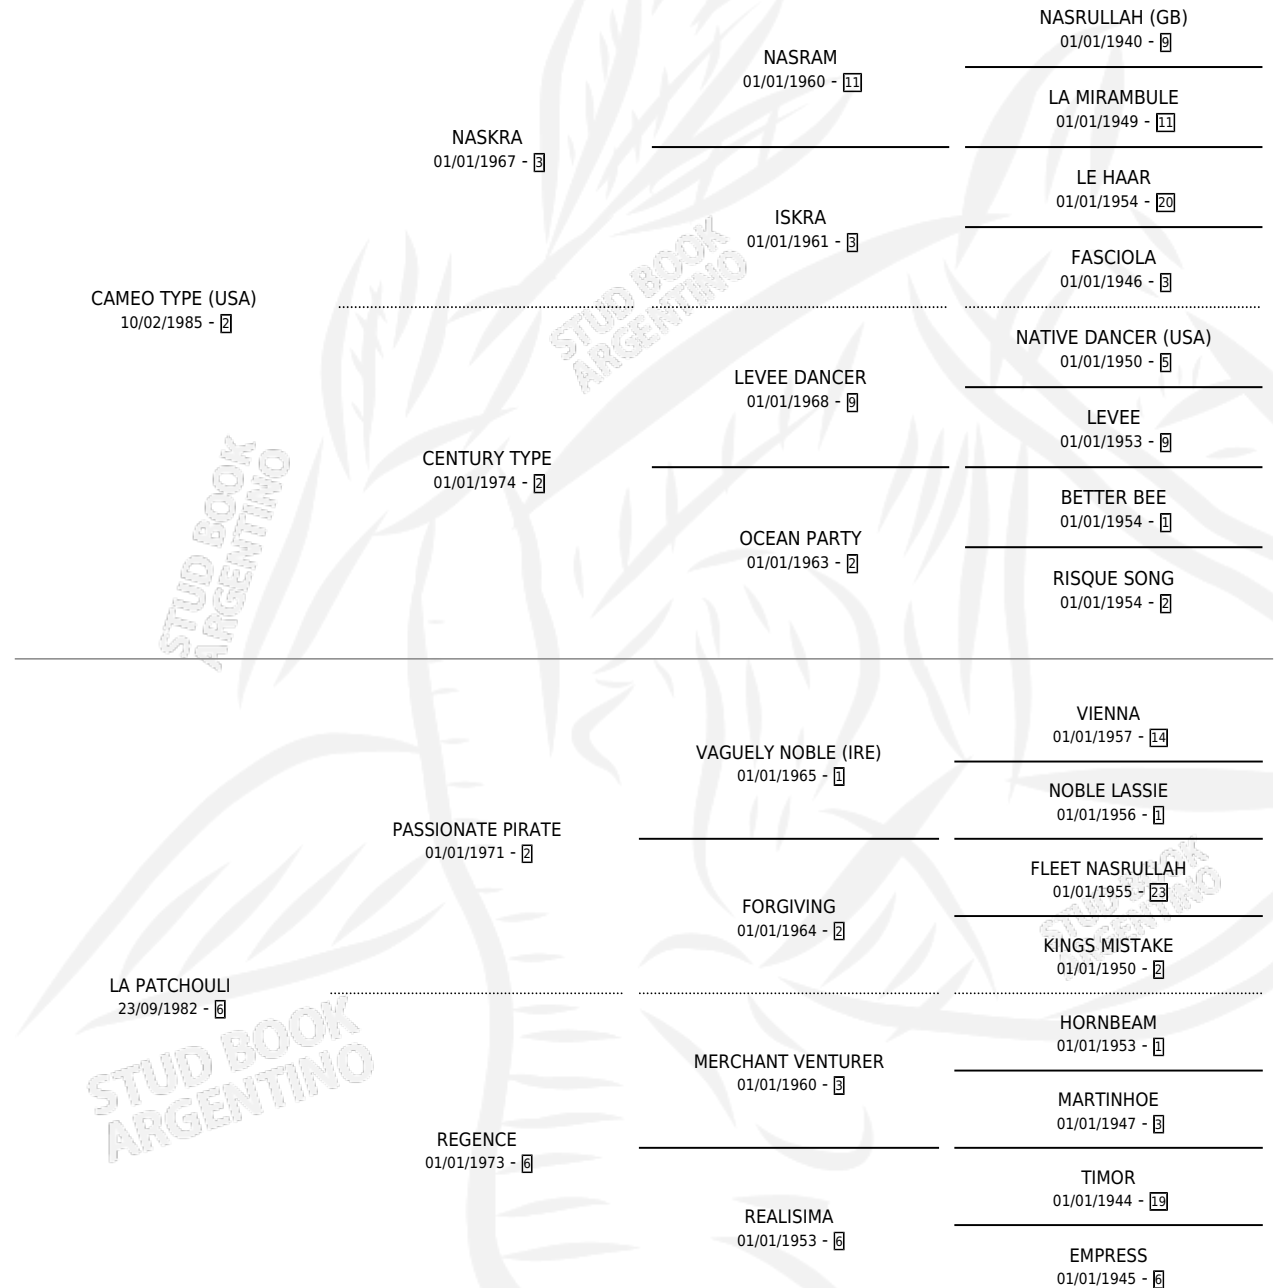 CAMEO TYPE (USA)
10/02/1985 - 2
NASKRA
01/01/1967 - 3
NASRAM
01/01/1960 - 11
NASRULLAH (GB)
01/01/1940 - 9
LA MIRAMBULE
01/01/1949 - 11
ISKRA
01/01/1961 - 3
LE HAAR
01/01/1954 - 20
FASCIOLA
01/01/1946 - 3
CENTURY TYPE
01/01/1974 - 2
LEVEE DANCER
01/01/1968 - 9
NATIVE DANCER (USA)
01/01/1950 - 5
LEVEE
01/01/1953 - 9
OCEAN PARTY
01/01/1963 - 2
BETTER BEE
01/01/1954 - 1
RISQUE SONG
01/01/1954 - 2
LA PATCHOULI
23/09/1982 - 6
PASSIONATE PIRATE
01/01/1971 - 2
VAGUELY NOBLE (IRE)
01/01/1965 - 1
VIENNA
01/01/1957 - 14
NOBLE LASSIE
01/01/1956 - 1
FORGIVING
01/01/1964 - 2
FLEET NASRULLAH
01/01/1955 - 23
KINGS MISTAKE
01/01/1950 - 2
REGENCE
01/01/1973 - 6
MERCHANT VENTURER
01/01/1960 - 3
HORNBEAM
01/01/1953 - 1
MARTINHOE
01/01/1947 - 3
REALISIMA
01/01/1953 - 6
TIMOR
01/01/1944 - 19
EMPRESS
01/01/1945 - 6
STUD BOOK
ARGENTINO
STUD BOOK
ARGENTINO
STUD BOOK
ARGENTINO
STUD BOOK
ARGENTINO